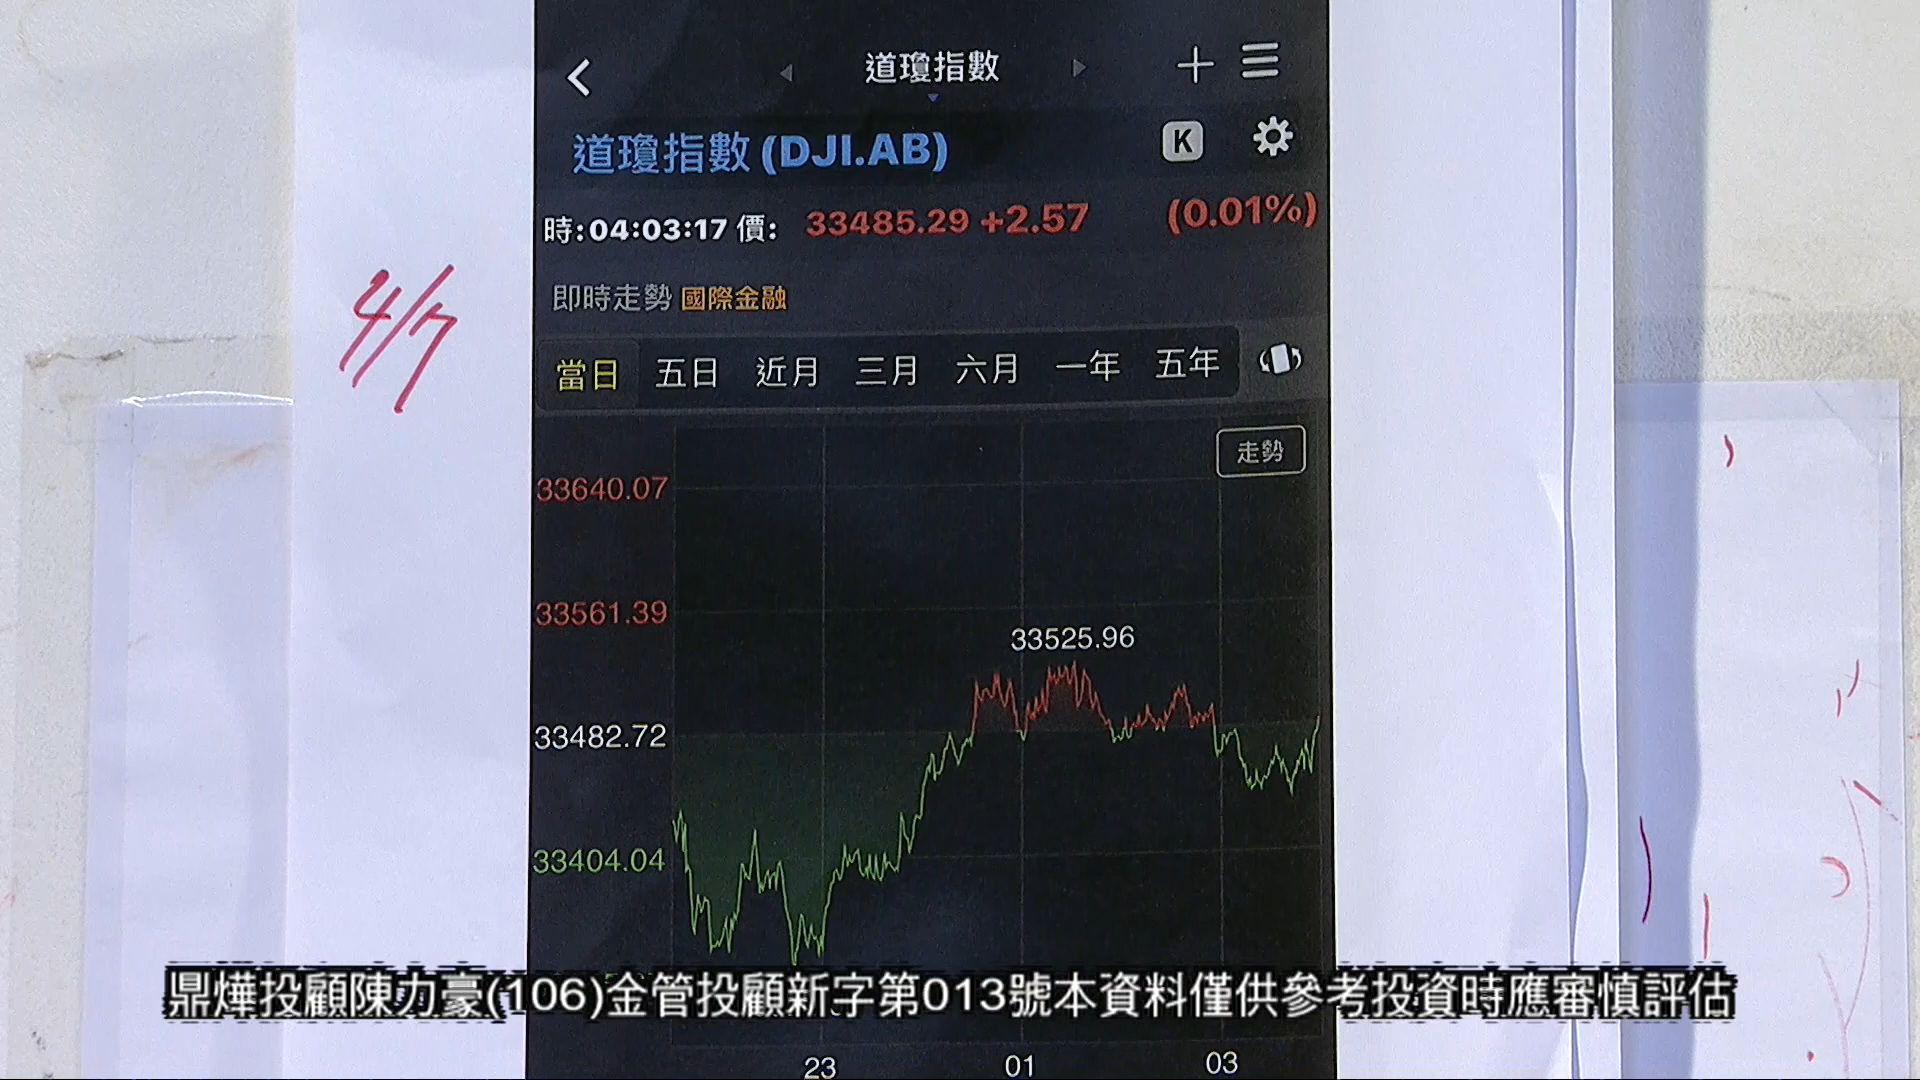 道瓊指數
道瓊指數 (DJI.AB)
K
時:04:03:17 價: 33485.29 +2.57 (0.01%)
4/7
即時走勢 國際金融
當日 五日 近月 三月 六月 一年 五年
走勢
33640.07
33561.39
33525.96
33482.72
33404.04
鼎燁投顧陳力豪(106)金管投顧新字第013號本資料僅供參考投資時應審慎評估
23 01 03